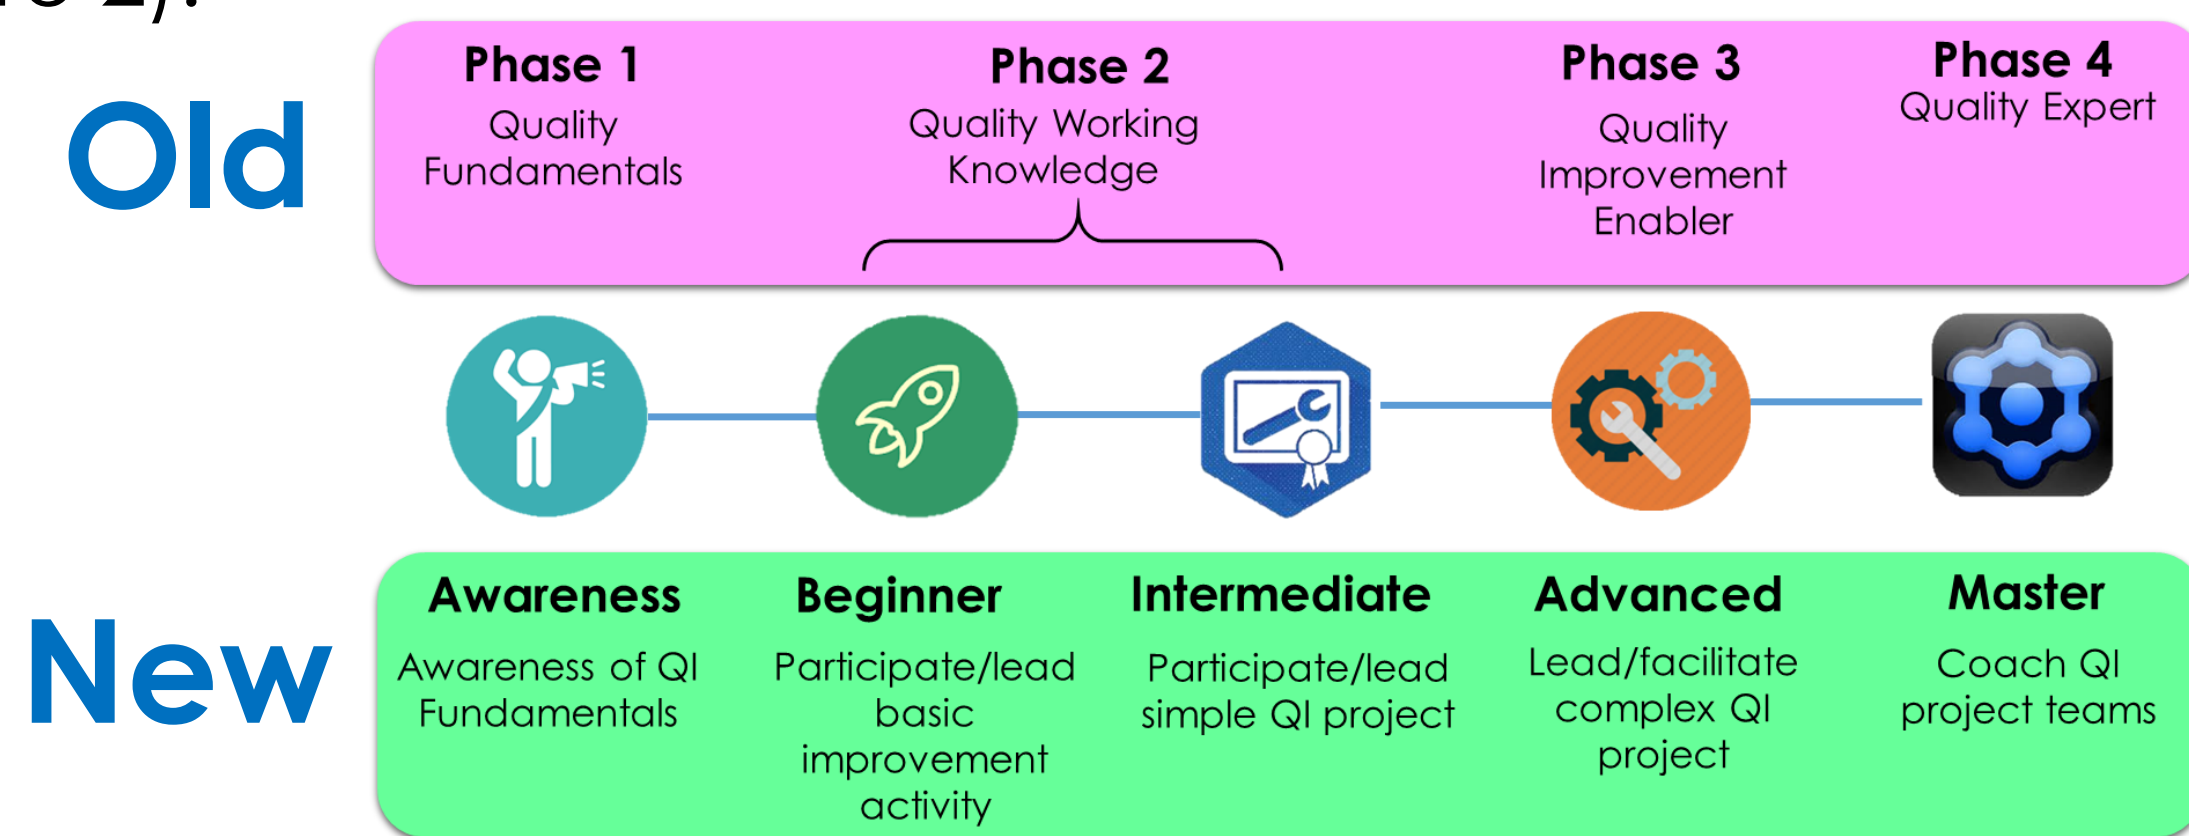 2).
Old
Phase 1
Quality
Fundamentals
Phase 2
Quality Working
Knowledge
Phase 3
Quality
Improvement
Enabler
Phase 4
Quality Expert
New
Awareness
Awareness of QI
Fundamentals
Beginner
Participate/lead
basic
improvement
activity
Intermediate
Participate/lead
simple QI project
Advanced
Lead/facilitate
complex QI
project
Master
Coach QI
project teams